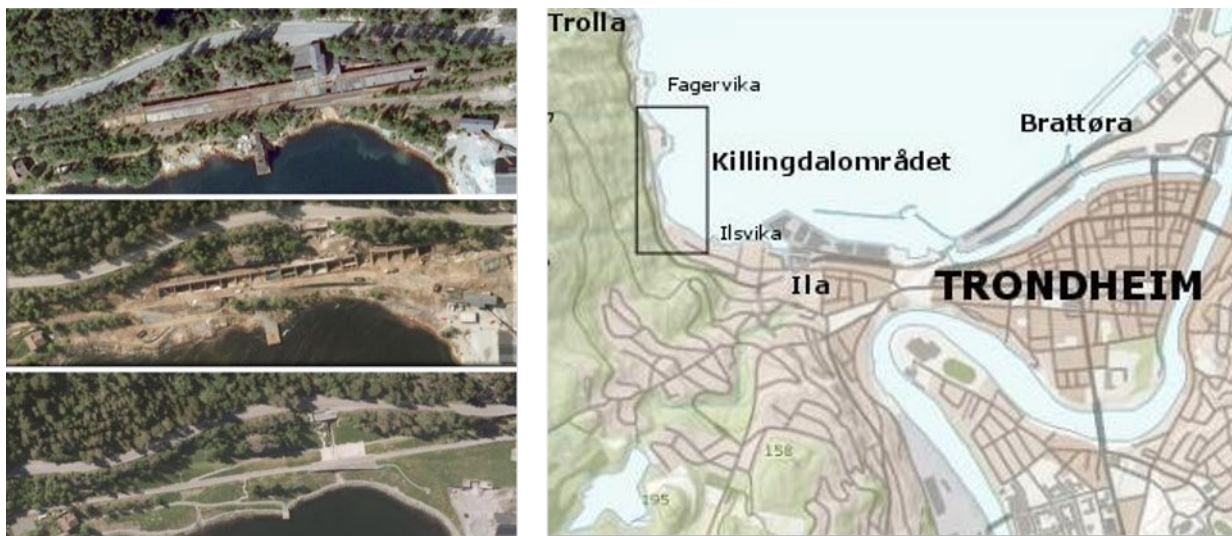 Trolla
Fagervika
Brattøra
Killingdalområdet
Ilsvika
Ila
TRONDHEIM
158
195